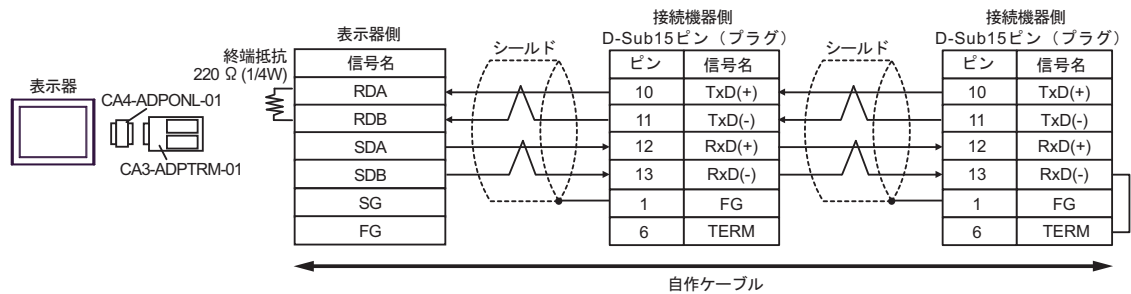 接続機器側
D-Sub15ピン（プラグ）
接続機器側
D-Sub15ピン（プラグ）
表示器側
シールド
シールド
終端抵抗
220 Ω (1/4W)
表示器
CA4-ADPONL-01
CA3-ADPTRM-01
信号名
RDA
RDB
SDA
SDB
SG
FG
ピン 信号名
10 TxD(+)
11 TxD(-)
12 RxD(+)
13 RxD(-)
1 FG
6 TERM
ピン 信号名
10 TxD(+)
11 TxD(-)
12 RxD(+)
13 RxD(-)
1 FG
6 TERM
自作ケーブル